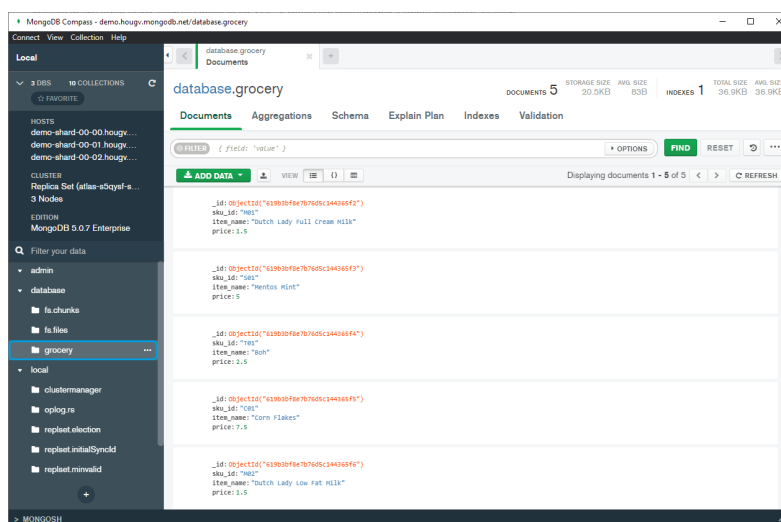 MongoDB Compass - demo.hougv.mongodb.net/database.grocery
Connect View Collection Help
Local
3 DBS 10 COLLECTIONS
FAVORITE
HOSTS
demo-shard-00-00.hougv....
demo-shard-00-01.hougv....
demo-shard-00-02.hougv....
CLUSTER
Replica Set (atlas-s5qysf-s...
3 Nodes
EDITION
MongoDB 5.0.7 Enterprise
Filter your data
admin
database
fs.chunks
fs.files
grocery
local
clustermanager
oplog.rs
replset.election
replset.initialSyncId
replset.minvalid
> MONGOSH
database.grocery
Documents
database.grocery
DOCUMENTS 5
STORAGE SIZE
20.5KB
AVG. SIZE
63B
INDEXES 1
TOTAL SIZE
36.9KB
AVG. SIZE
36.9KB
Documents Aggregations Schema Explain Plan Indexes Validation
FILTER { field: 'value' }
OPTIONS FIND RESET
ADD DATA VIEW
Displaying documents 1 - 5 of 5
REFRESH
_id:ObjectId("619b3bf8e7b76d5c144365f2")
sku_id:"M01"
item_name:"Dutch Lady Full Cream Milk"
price:1.5
_id:ObjectId("619b3bf8e7b76d5c144365f3")
sku_id:"S01"
item_name:"Mentos Mint"
price:5
_id:ObjectId("619b3bf8e7b76d5c144365f4")
sku_id:"T01"
item_name:"Boh"
price:2.5
_id:ObjectId("619b3bf8e7b76d5c144365f5")
sku_id:"C01"
item_name:"Corn Flakes"
price:7.5
_id:ObjectId("619b3bf8e7b76d5c144365f6")
sku_id:"M02"
item_name:"Dutch Lady Low Fat Milk"
price:1.5